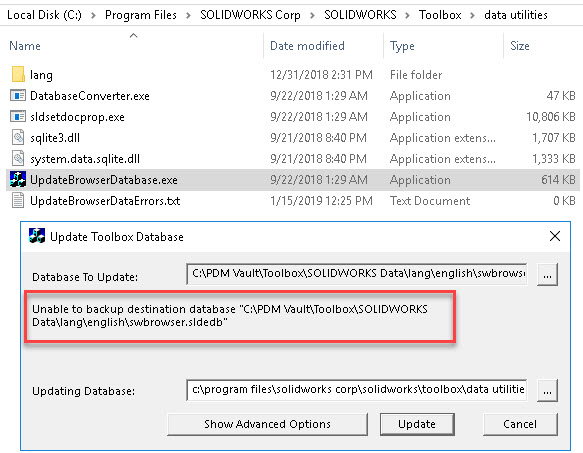 Local Disk (C:) > Program Files > SOLIDWORKS Corp > SOLIDWORKS > Toolbox > data utilities
Name Date modified Type Size
lang 12/31/2018 2:31 PM File folder
DatabaseConverter.exe 9/22/2018 1:29 AM Application 47 KB
sldsetdocprop.exe 9/22/2018 1:29 AM Application 10,806 KB
sqlite3.dll 9/21/2018 8:40 PM Application extens... 1,707 KB
system.data.sqlite.dll 9/21/2018 8:40 PM Application extens... 1,333 KB
UpdateBrowserDatabase.exe 9/22/2018 1:29 AM Application 614 KB
UpdateBrowserDataErrors.txt 1/15/2019 12:25 PM Text Document 0 KB
Update Toolbox Database
Database To Update: C:\PDM Vault\Toolbox\SOLIDWORKS Data\lang\english\swbrowse ...
Unable to backup destination database "C:\PDM Vault\Toolbox\SOLIDWORKS
Data\lang\english\swbrowser.sldedb"
Updating Database: c:\program files\solidworks corp\solidworks\toolbox\data utilities ...
Show Advanced Options Update Cancel